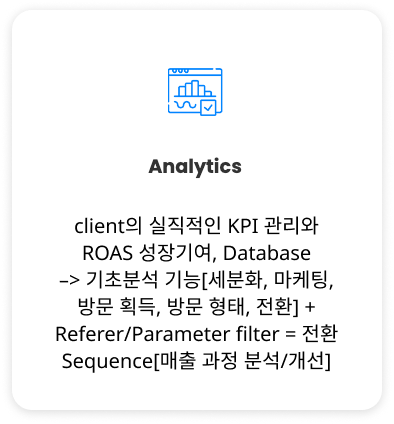 Analytics
client의 실직적인 KPI 관리와
ROAS 성장기여, Database
–> 기초분석 기능[세분화, 마케팅,
방문 획득, 방문 형태, 전환] +
Referer/Parameter filter = 전환
Sequence[매출 과정 분석/개선]